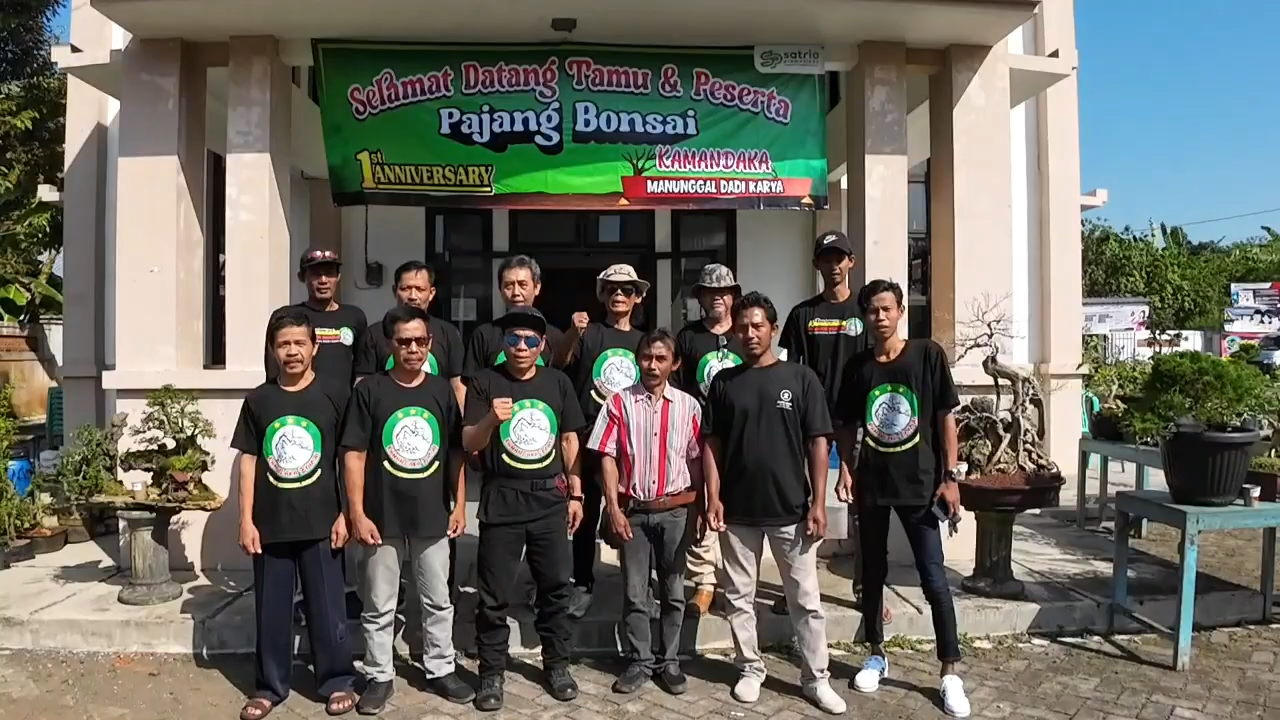 satria
Selamat Datang Tamu & Peserta
Pajang Bonsai
1st ANNIVERSARY
KAMANDAKA
MANUNGGAL DADI KARYA